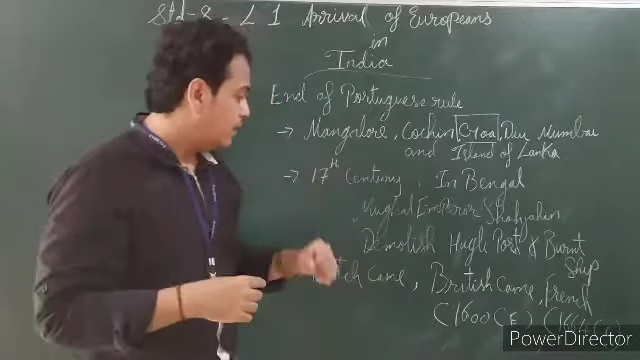 Std-8 - L 1 Arrival of Europeans
in
India
End of Portuguese rule
→ Mangalore, Cochin, Goa, Diu Mumbai
and Island of Lanka.
→ 17th Century, In Bengal
Mughal Emperor Shahjahan
Demolish Hugli Port & Burnt
Ship
Came, British Came, French
(1600 CE)
PowerDirector